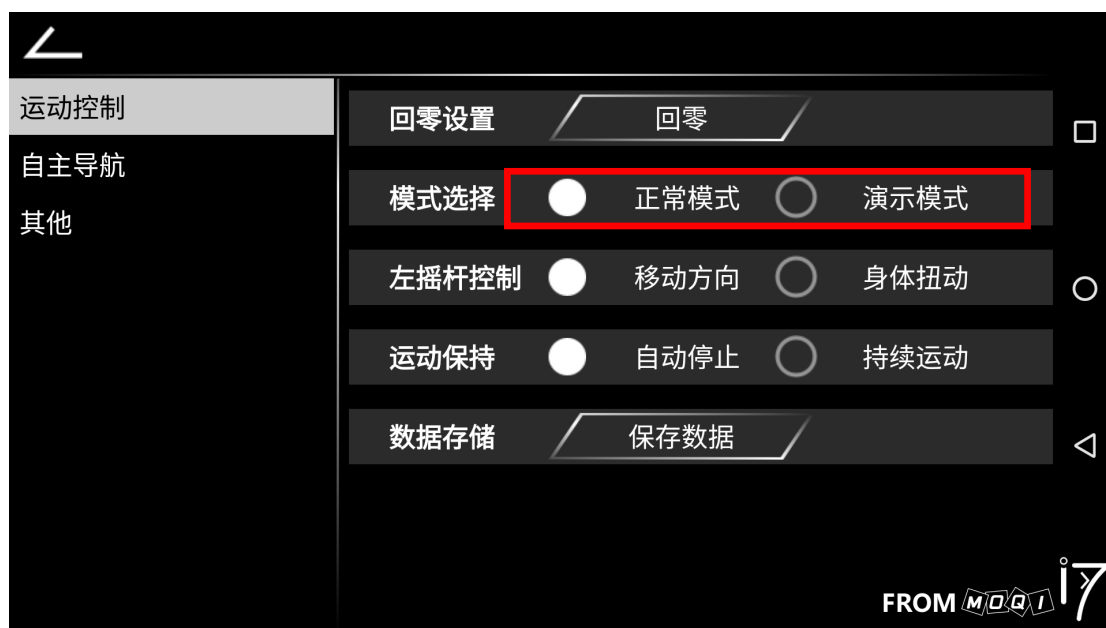 运动控制
自主导航
其他
回零设置 回零
模式选择 正常模式 演示模式
左摇杆控制 移动方向 身体扭动
运动保持 自动停止 持续运动
数据存储 保存数据
FROM MOQI i7